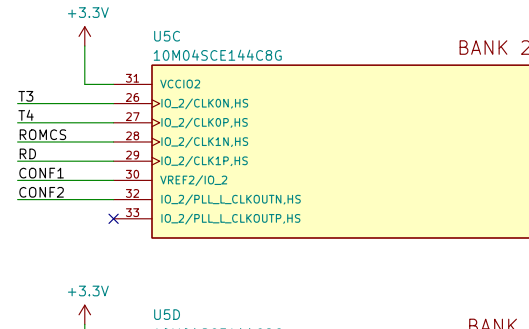 +3.3V
U5C
10M04SCE144C8G
BANK 2
31 VCCIO2
T3 26 IO_2/CLK0N,HS
T4 27 IO_2/CLK0P,HS
ROMCS 28 IO_2/CLK1N,HS
RD 29 IO_2/CLK1P,HS
CONF1 30 VREF2/IO_2
CONF2 32 IO_2/PLL_L_CLKOUTN,HS
33 IO_2/PLL_L_CLKOUTP,HS
+3.3V
U5D
BANK